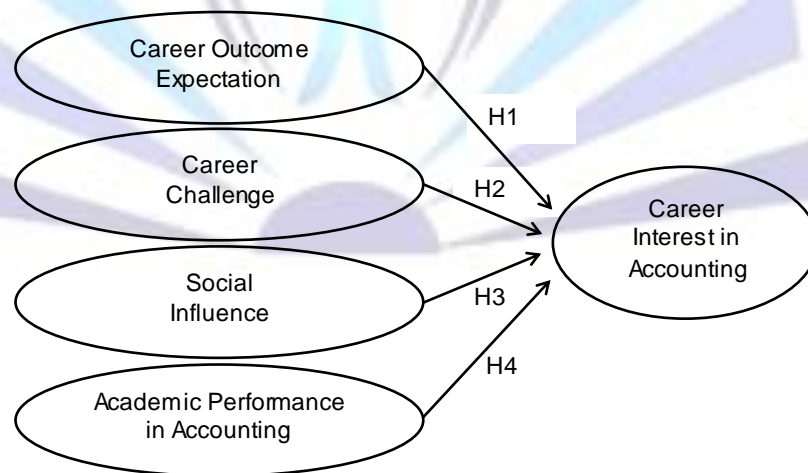 Career Outcome
Expectation
H1
Career
Challenge
H2
Career
Interest in
Accounting
Social
Influence
H3
H4
Academic Performance
in Accounting